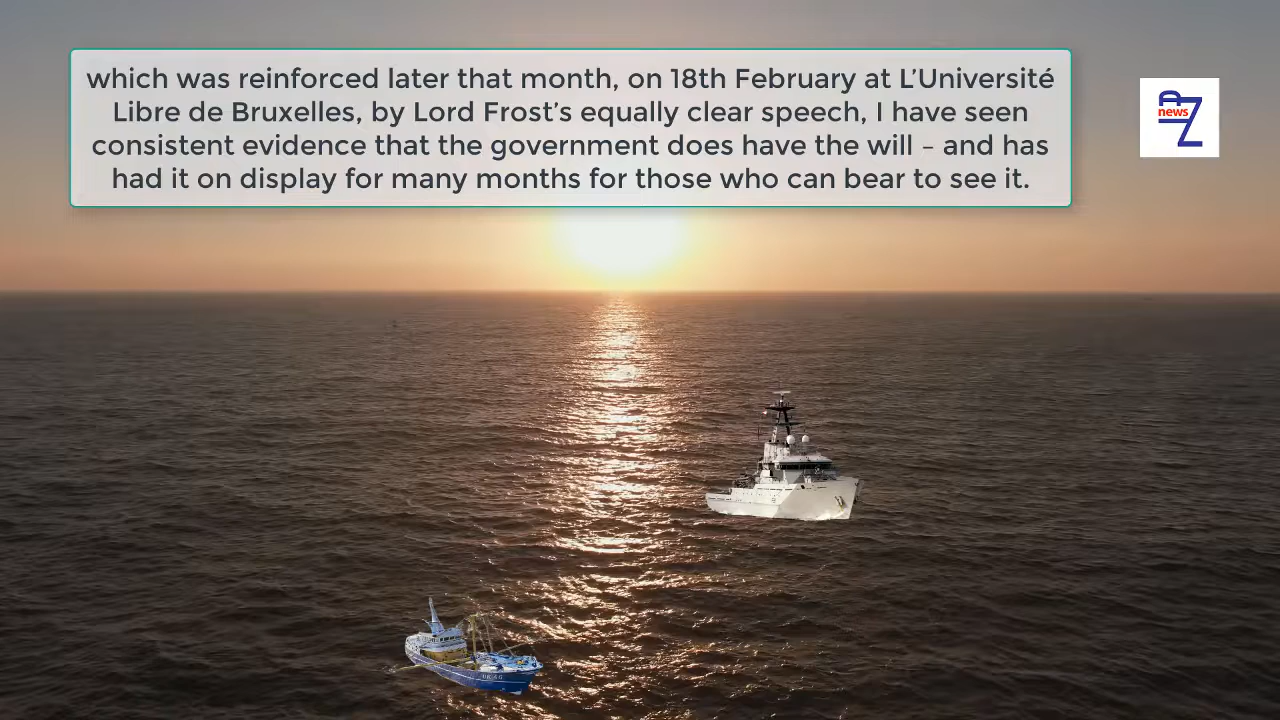 which was reinforced later that month, on 18th February at L’Université
Libre de Bruxelles, by Lord Frost’s equally clear speech, I have seen
consistent evidence that the government does have the will – and has
had it on display for many months for those who can bear to see it.
A
news
Z